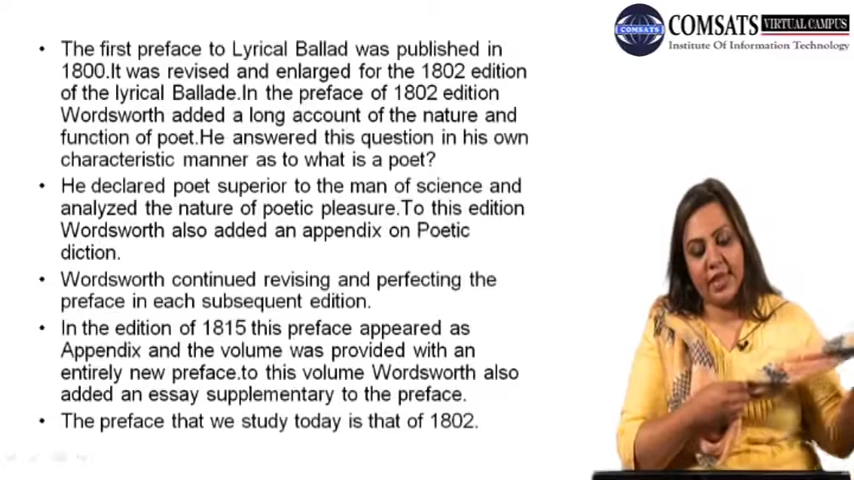 • The first preface to Lyrical Ballad was published in
1800.It was revised and enlarged for the 1802 edition
of the lyrical Ballade.In the preface of 1802 edition
Wordsworth added a long account of the nature and
function of poet.He answered this question in his own
characteristic manner as to what is a poet?
• He declared poet superior to the man of science and
analyzed the nature of poetic pleasure.To this edition
Wordsworth also added an appendix on Poetic
diction.
• Wordsworth continued revising and perfecting the
preface in each subsequent edition.
• In the edition of 1815 this preface appeared as
Appendix and the volume was provided with an
entirely new preface.to this volume Wordsworth also
added an essay supplementary to the preface.
• The preface that we study today is that of 1802.
COMSATS
COMSATS VIRTUAL CAMPUS
Institute Of Information Technology